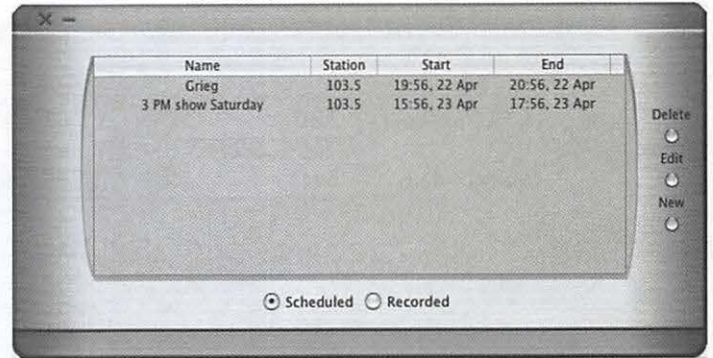 Name Station Start End
Grieg 103.5 19:56, 22 Apr 20:56, 22 Apr
3 PM show Saturday 103.5 15:56, 23 Apr 17:56, 23 Apr
Delete
Edit
New
Scheduled Recorded